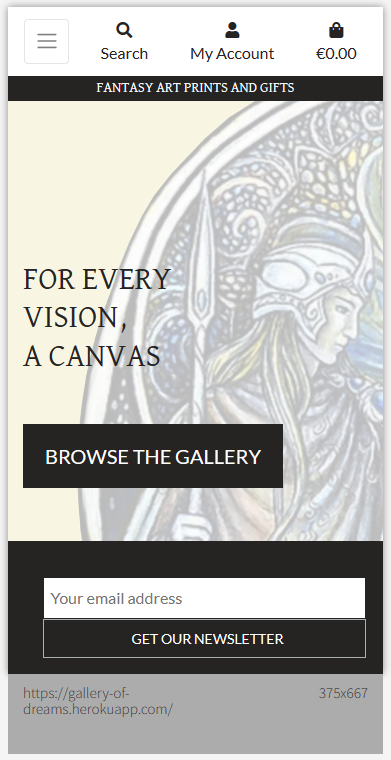 Search
My Account
€0.00
FANTASY ART PRINTS AND GIFTS
FOR EVERY
VISION,
A CANVAS
BROWSE THE GALLERY
Your email address
GET OUR NEWSLETTER
https://gallery-of-
dreams.herokuapp.com/
375x667